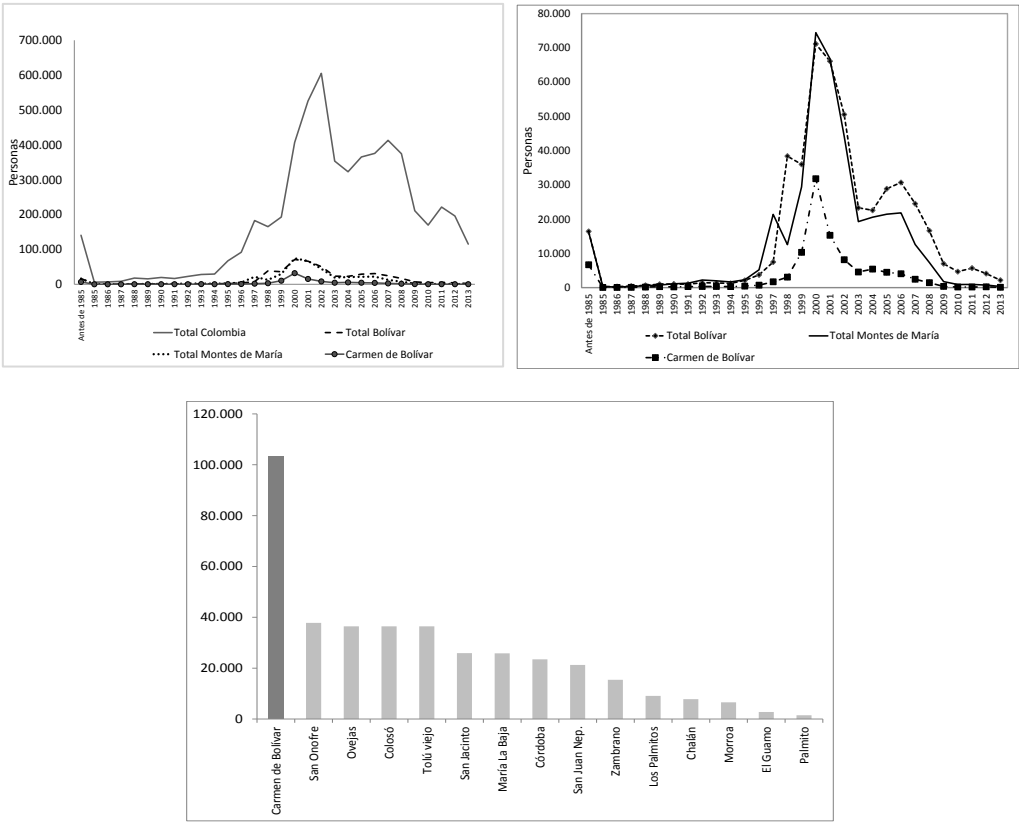 700.000
600.000
500.000
400.000
300.000
200.000
100.000
0
Personas
Antes de 1985 1985 1986 1987 1988 1989 1990 1991 1992 1993 1994 1995 1996 1997 1998 1999 2000 2001 2002 2003 2004 2005 2006 2007 2008 2009 2010 2011 2012 2013
Total Colombia Total Bolívar
Total Montes de María Carmen de Bolívar
80.000
70.000
60.000
50.000
40.000
30.000
20.000
10.000
0
Personas
Antes de 1985 1985 1986 1987 1988 1989 1990 1991 1992 1993 1994 1995 1996 1997 1998 1999 2000 2001 2002 2003 2004 2005 2006 2007 2008 2009 2010 2011 2012 2013
Total Bolívar Total Montes de María
Carmen de Bolívar
120.000
100.000
80.000
60.000
40.000
20.000
0
Carmen de Bolívar
San Onofre
Ovejas
Colosó
Tolú viejo
San Jacinto
María La Baja
Córdoba
San Juan Nep.
Zambrano
Los Palmitos
Chalán
Morroa
El Guamo
Palmito